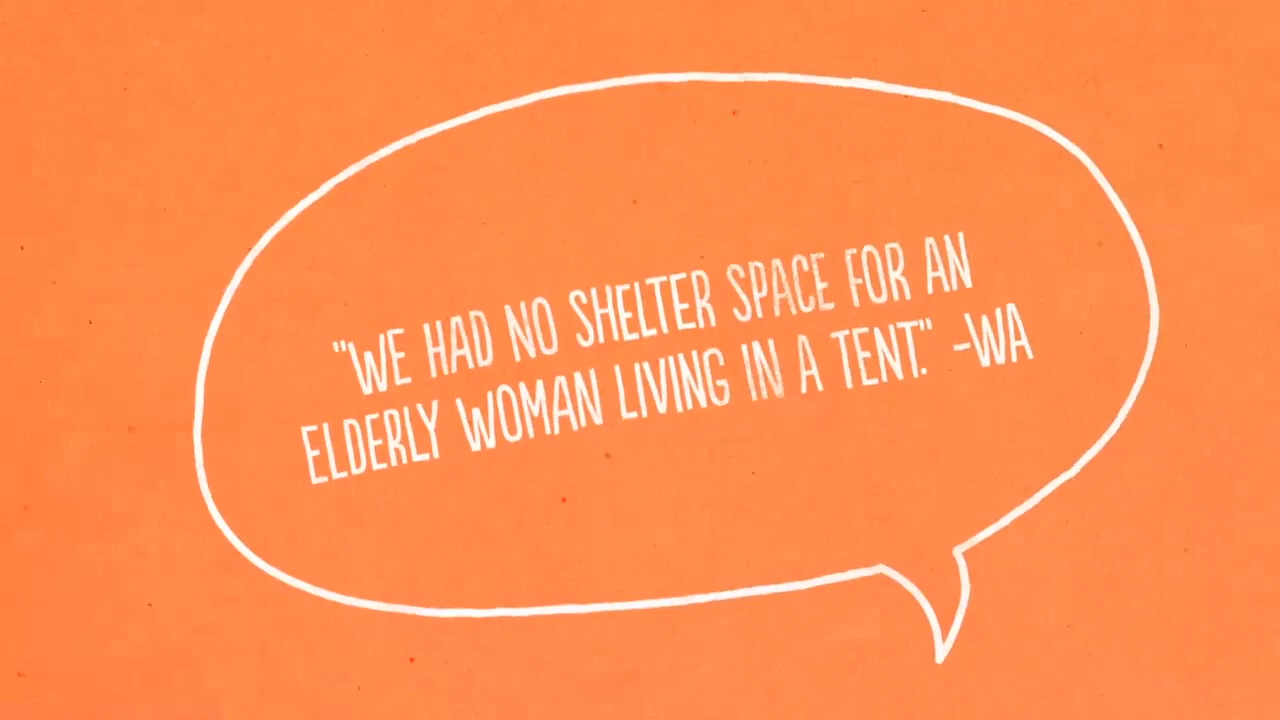 "WE HAD NO SHELTER SPACE FOR AN
ELDERLY WOMAN LIVING IN A TENT." -WA